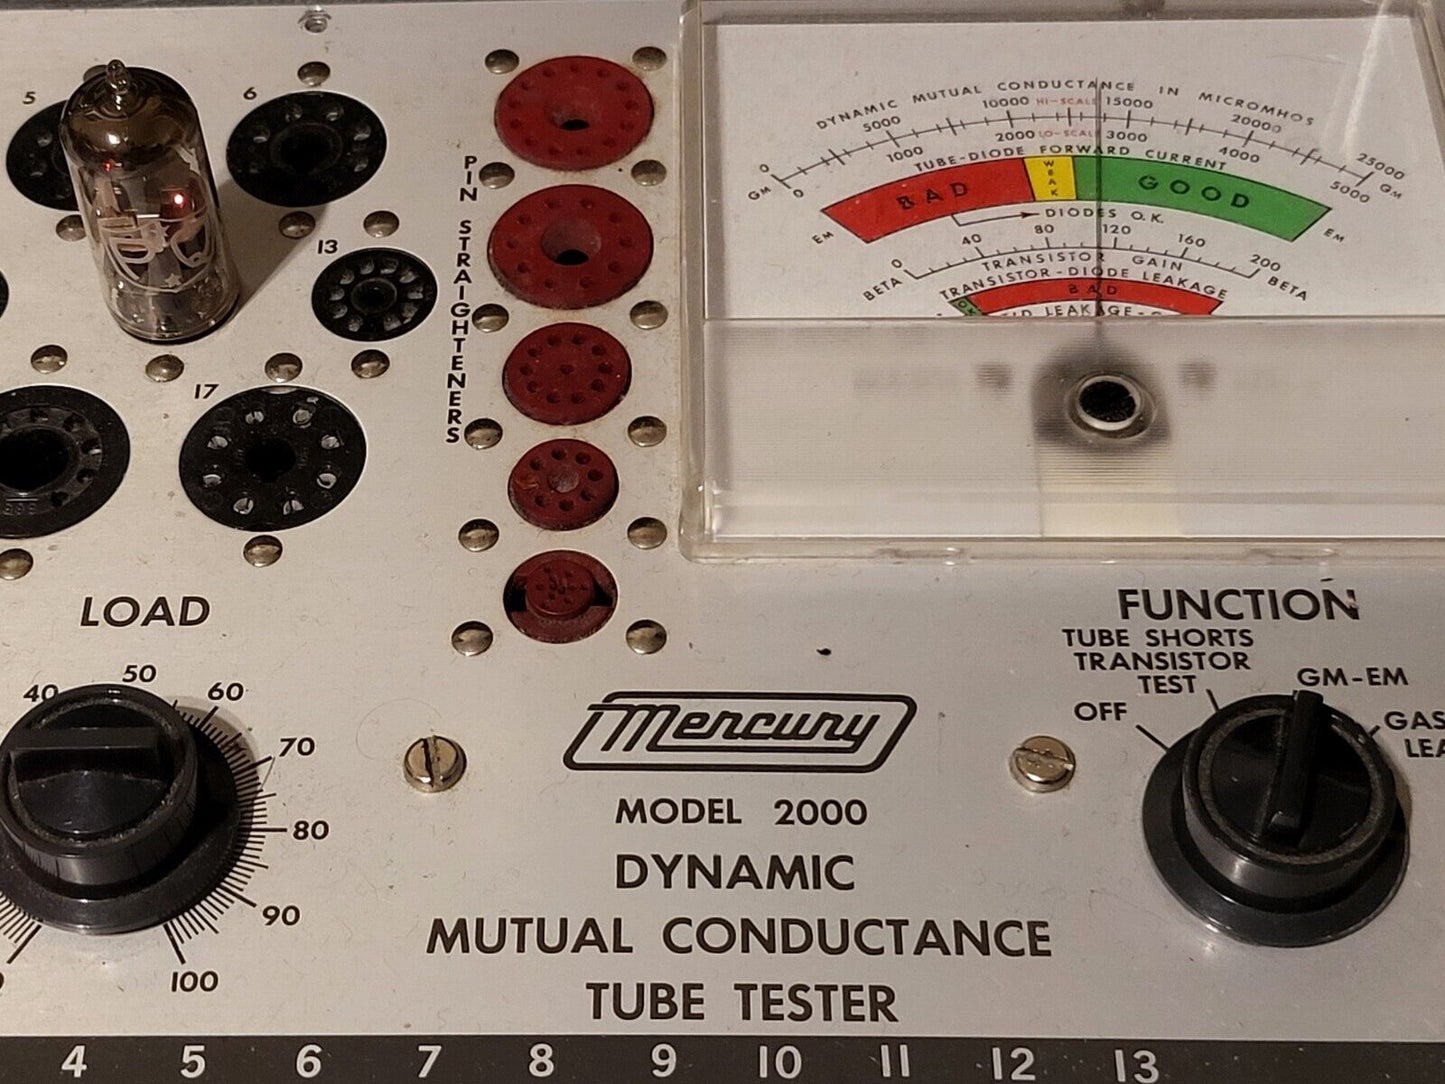 5
6
13
17
PIN STRAIGHTENERS
DYNAMIC MUTUAL CONDUCTANCE IN MICROMHOS
0 5000 10000 HI-SCALE 15000 20000 25000
GM 0 1000 2000 LO-SCALE 3000 4000 5000 GM
TUBE-DIODE FORWARD CURRENT
BAD WEAK GOOD
EM DIODES O.K. EM
0 40 80 120 160 200
BETA TRANSISTOR GAIN BETA
TRANSISTOR-DIODE LEAKAGE
BAD
LEAKAGE
LOAD
40 50 60 70 80 90 100
FUNCTION
TUBE SHORTS
TRANSISTOR
TEST
OFF
GM-EM
GAS
Mercury
MODEL 2000
DYNAMIC
MUTUAL CONDUCTANCE
TUBE TESTER
4 5 6 7 8 9 10 11 12 13